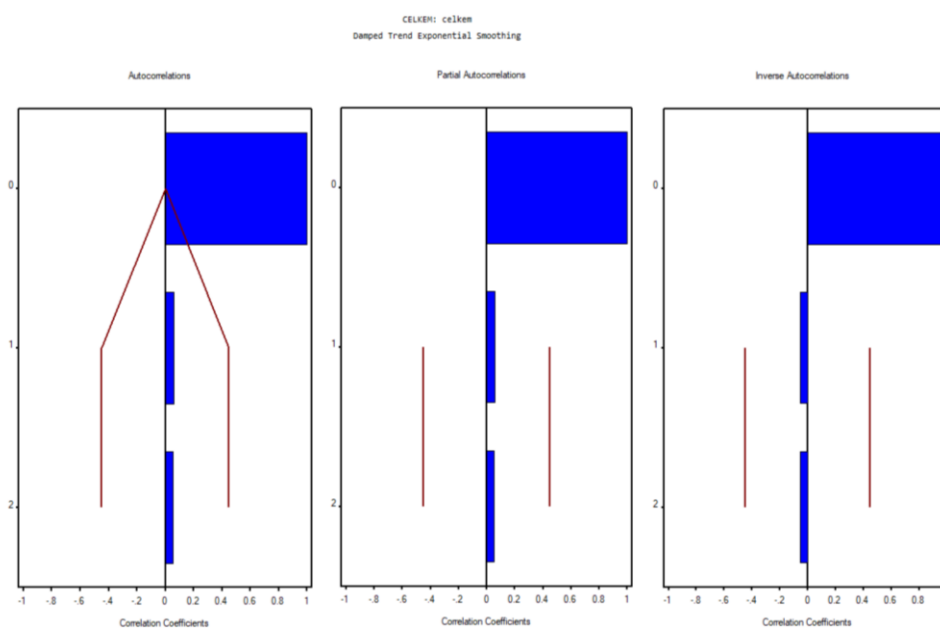 CELKEM: celkem
Damped Trend Exponential Smoothing
Autocorrelations
0
1
2
-1 -.8 -.6 -.4 -.2 0 0.2 0.4 0.6 0.8 1
Correlation Coefficients
Partial Autocorrelations
0
1
2
-1 -.8 -.6 -.4 -.2 0 0.2 0.4 0.6 0.8 1
Correlation Coefficients
Inverse Autocorrelations
0
1
2
-1 -.8 -.6 -.4 -.2 0 0.2 0.4 0.6 0.8
Correlation Coefficients